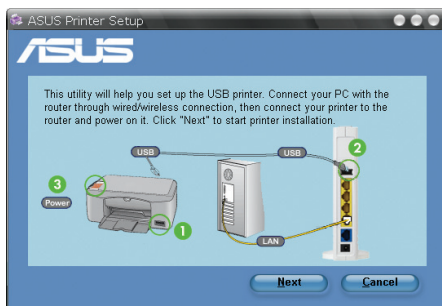 ASUS Printer Setup
ASUS
This utility will help you set up the USB printer. Connect your PC with the
router through wired/wireless connection, then connect your printer to the
router and power on it. Click "Next" to start printer installation.
USB
USB
2
3
Power
1
LAN
Next
Cancel